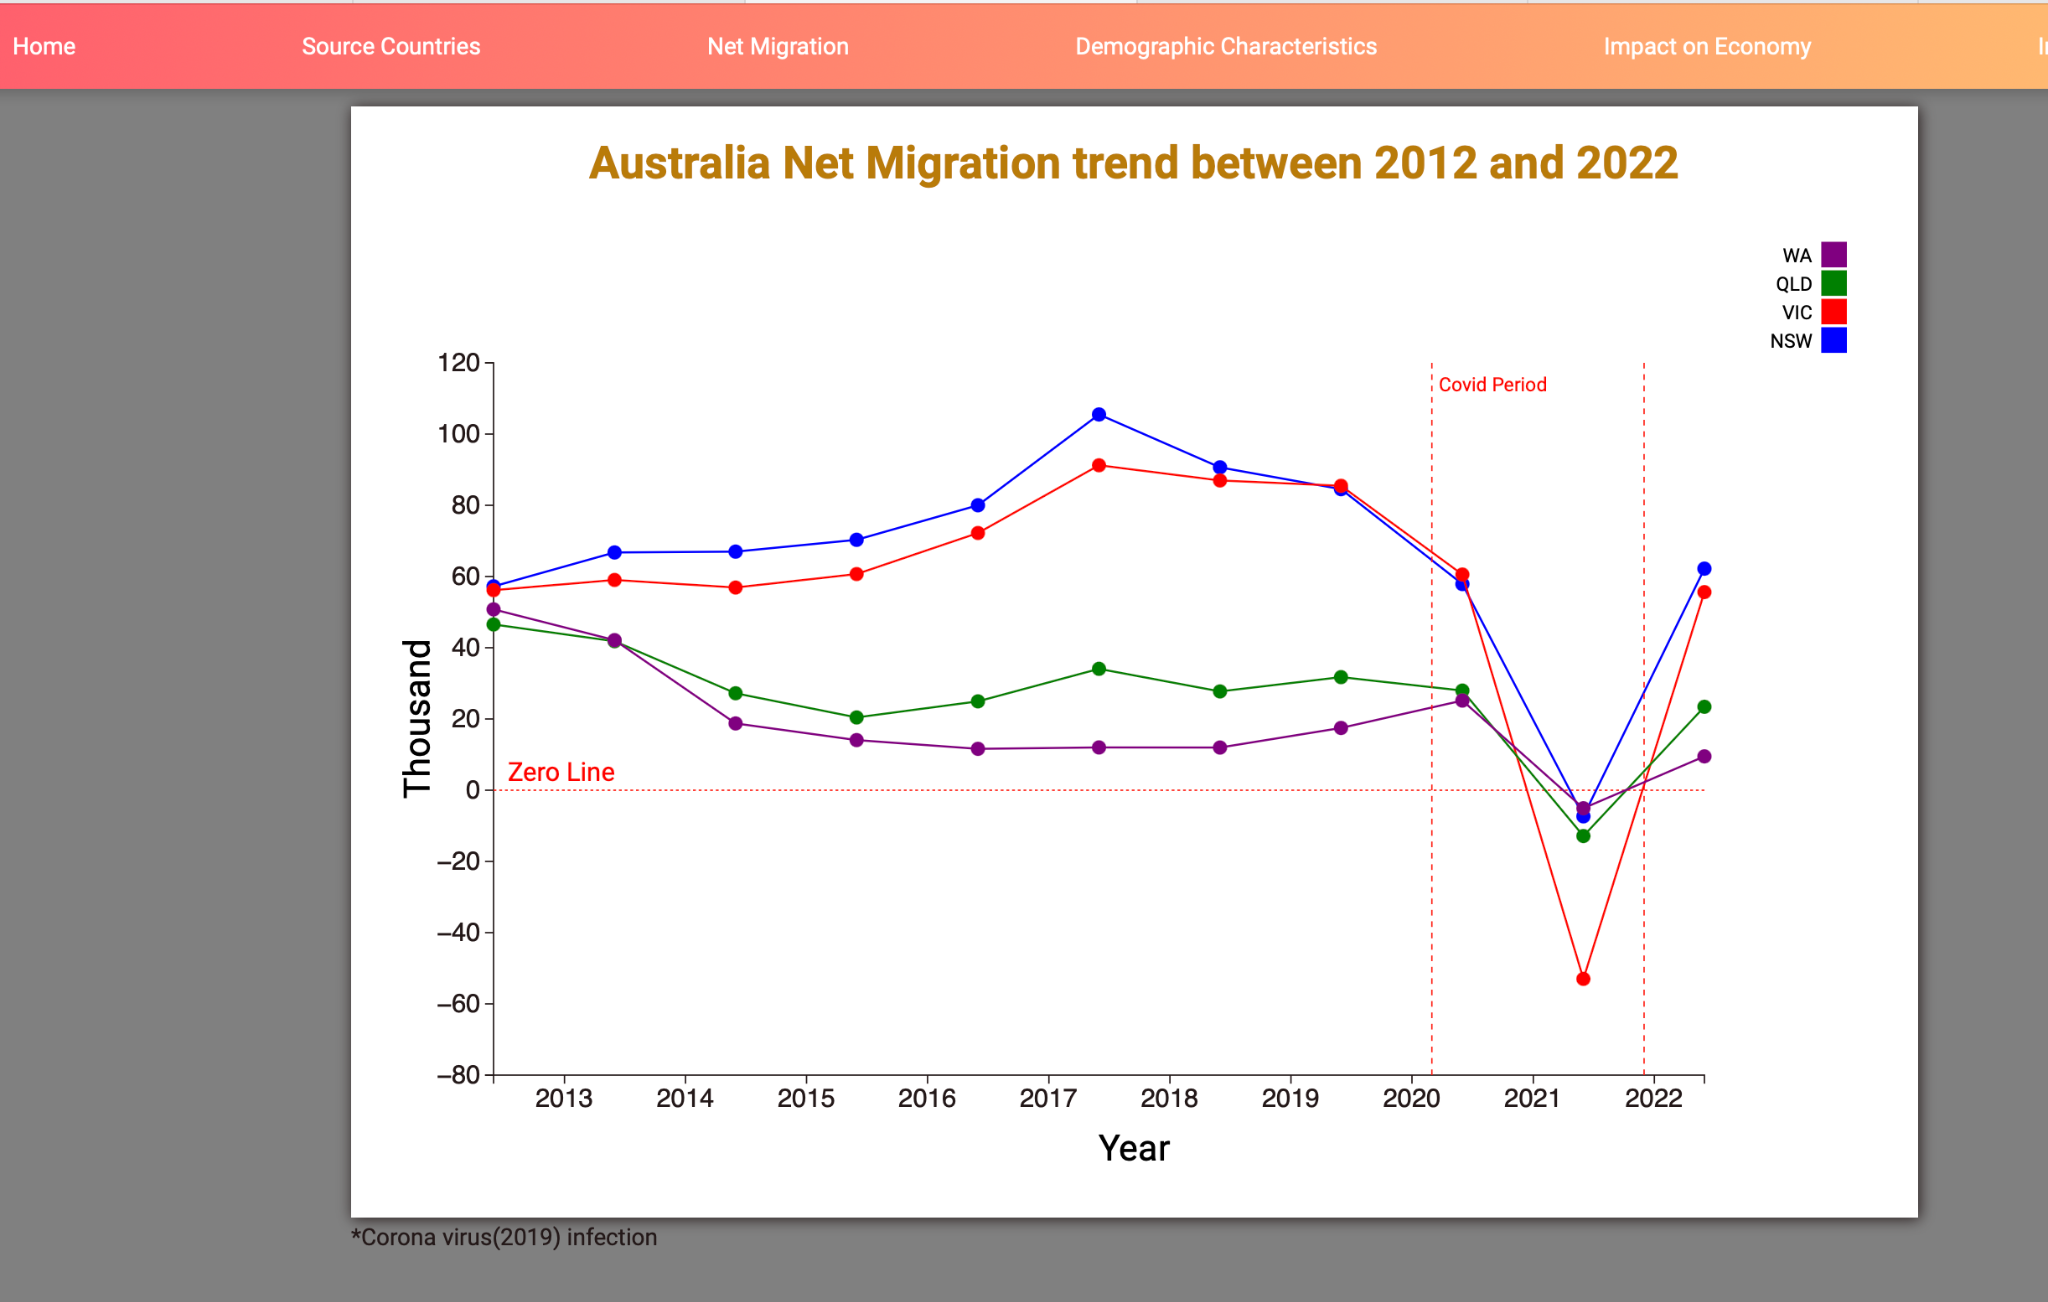 Home Source Countries Net Migration Demographic Characteristics Impact on Economy
Australia Net Migration trend between 2012 and 2022
WA
QLD
VIC
NSW
120
100
80
60
40
20
0
–20
–40
–60
–80
Thousand
Covid Period
Zero Line
2013 2014 2015 2016 2017 2018 2019 2020 2021 2022
Year
*Corona virus(2019) infection